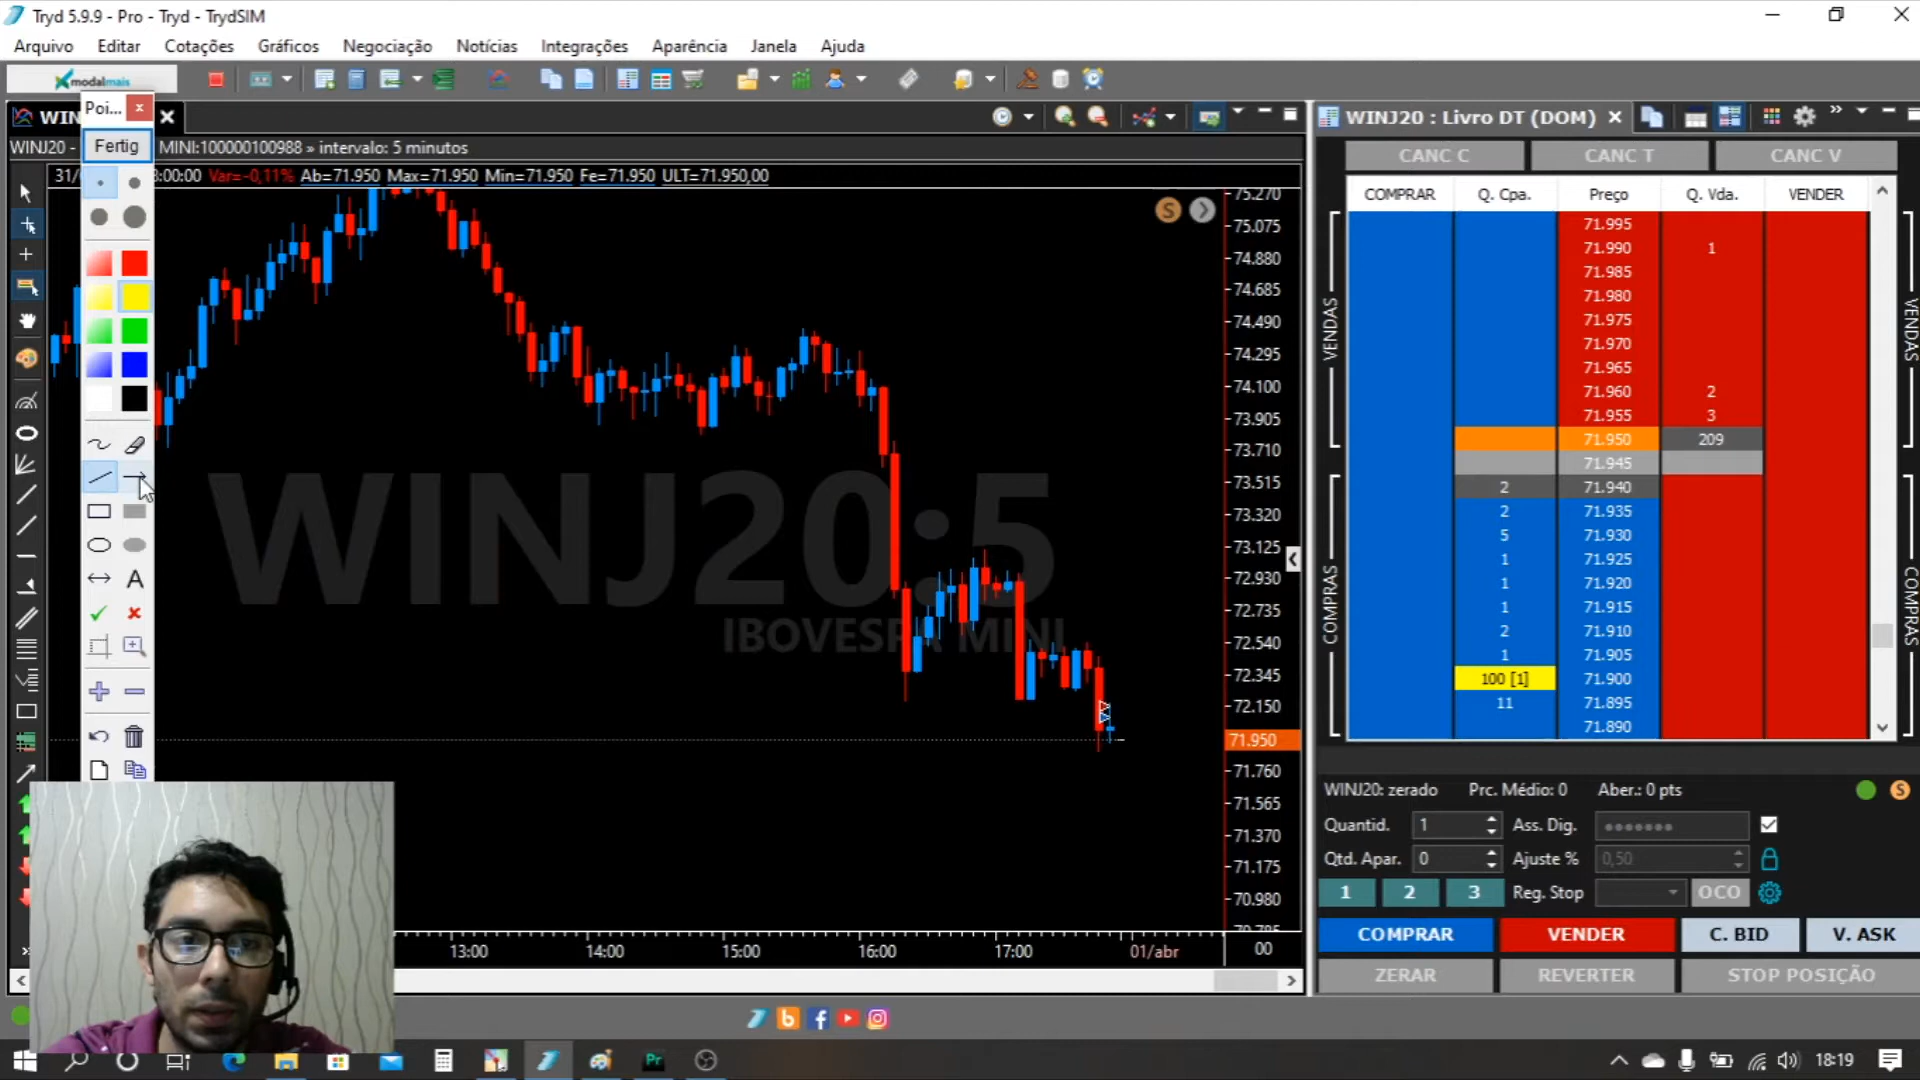 Tryd 5.9.9 - Pro - Tryd - TrydSIM
Arquivo Editar Cotações Gráficos Negociação Notícias Integrações Aparência Janela Ajuda
modalmais
Poi...
Fertig
WIN
WINJ20 - MINI:100000100988 » intervalo: 5 minutos
31/ 3:00:00 Var=-0,11% Ab=71.950 Max=71.950 Min=71.950 Fe=71.950 ULT=71.950,00
S
WINJ20:5
IBOVESPA MINI
A
75.270
75.075
74.880
74.685
74.490
74.295
74.100
73.905
73.710
73.515
73.320
73.125
72.930
72.735
72.540
72.345
72.150
71.950
71.760
71.565
71.370
71.175
70.980
70.785
13:00 14:00 15:00 16:00 17:00 01/abr 00
WINJ20 : Livro DT (DOM)
CANC C CANC T CANC V
COMPRAR Q. Cpa. Preço Q. Vda. VENDER
VENDAS
COMPRAS
VENDAS
COMPRAS
71.995
71.990 1
71.985
71.980
71.975
71.970
71.965
71.960 2
71.955 3
71.950 209
71.945
2 71.940
2 71.935
5 71.930
1 71.925
1 71.920
1 71.915
2 71.910
1 71.905
100 [1] 71.900
11 71.895
71.890
WINJ20: zerado Prc. Médio: 0 Aber.: 0 pts S
Quantid. 1 Ass. Dig.
Qtd. Apar. 0 Ajuste % 0,50
1 2 3 Reg. Stop OCO
COMPRAR VENDER C. BID V. ASK
ZERAR REVERTER STOP POSIÇÃO
b f
Pr 18:19